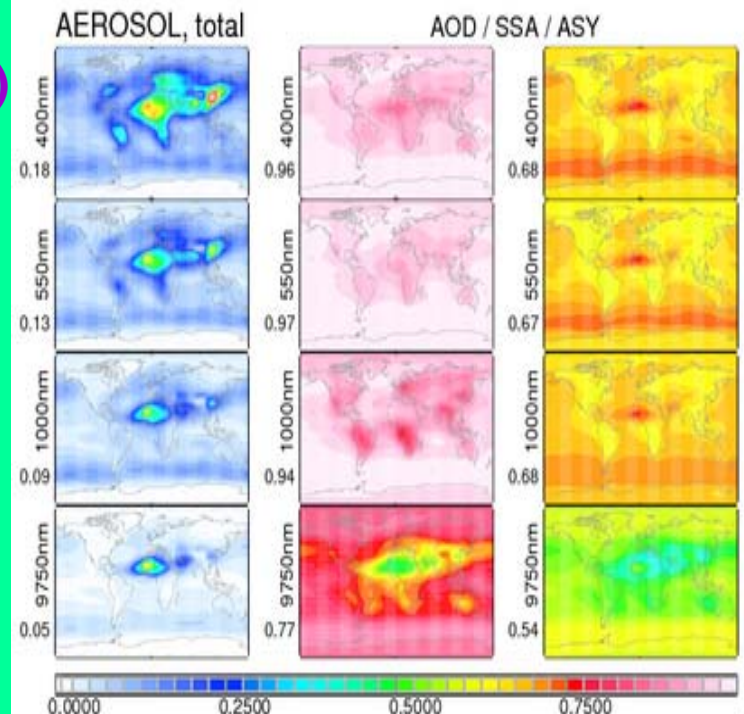 AEROSOL, total
AOD / SSA / ASY
400nm
0.18
400nm
0.96
400nm
0.68
550nm
0.13
550nm
0.97
550nm
0.67
1000nm
0.09
1000nm
0.94
1000nm
0.68
9750nm
0.05
9750nm
0.77
9750nm
0.54
0.0000 0.2500 0.5000 0.7500